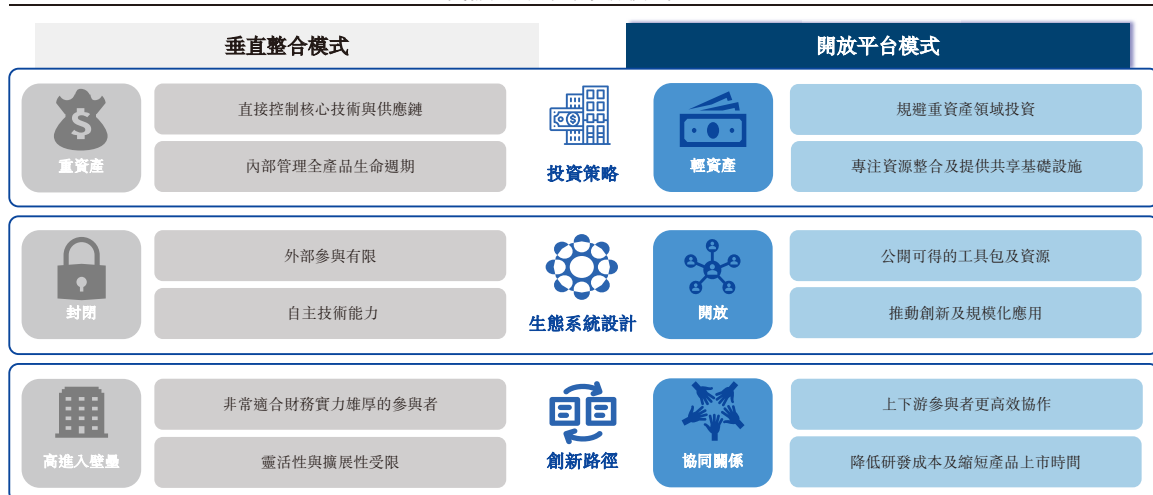 垂直整合模式
開放平台模式
重資產
直接控制核心技術與供應鏈
內部管理全產品生命週期
投資策略
輕資產
規避重資產領域投資
專注資源整合及提供共享基礎設施
封閉
外部參與有限
自主技術能力
生態系統設計
開放
公開可得的工具包及資源
推動創新及規模化應用
高進入壁壘
非常適合財務實力雄厚的參與者
靈活性與擴展性受限
創新路徑
協同關係
上下游參與者更高效協作
降低研發成本及縮短產品上市時間